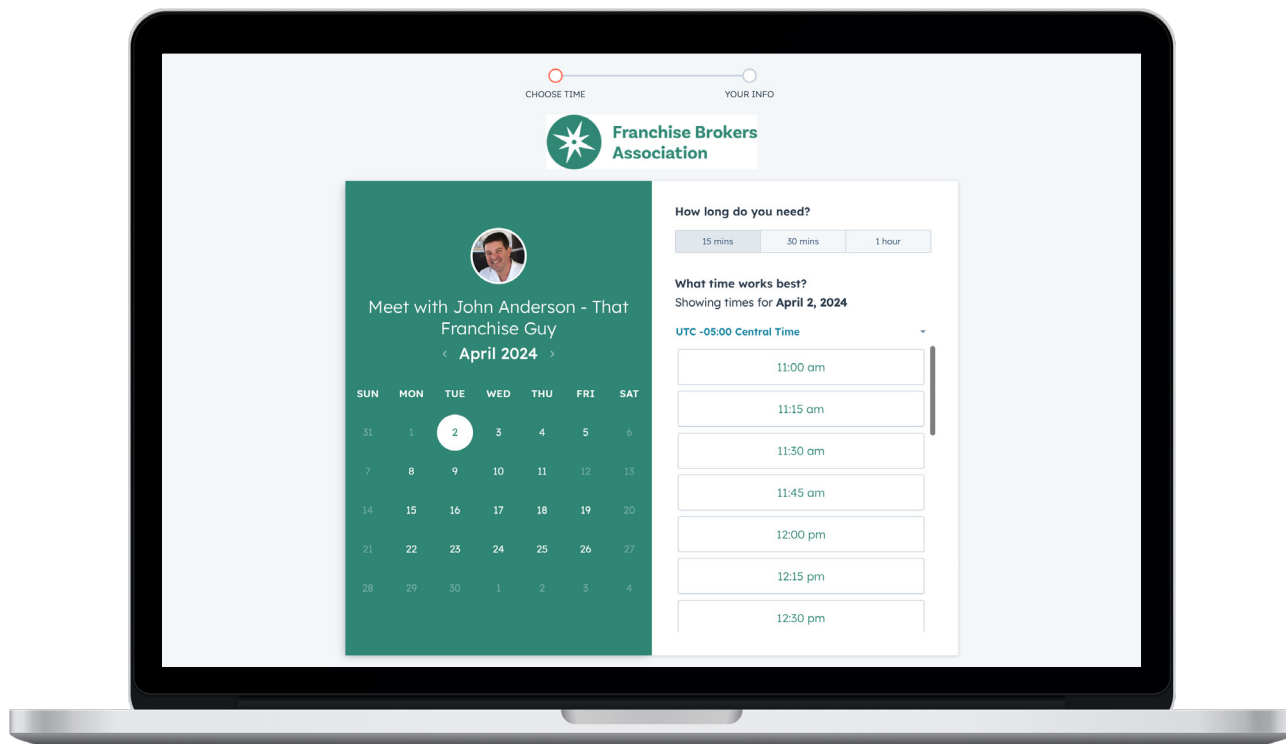 CHOOSE TIME
YOUR INFO
Franchise Brokers
Association
Meet with John Anderson - That
Franchise Guy
‹ April 2024 ›
SUN MON TUE WED THU FRI SAT
31 1 2 3 4 5 6
7 8 9 10 11 12 13
14 15 16 17 18 19 20
21 22 23 24 25 26 27
28 29 30 1 2 3 4
How long do you need?
15 mins 30 mins 1 hour
What time works best?
Showing times for April 2, 2024
UTC -05:00 Central Time
11:00 am
11:15 am
11:30 am
11:45 am
12:00 pm
12:15 pm
12:30 pm